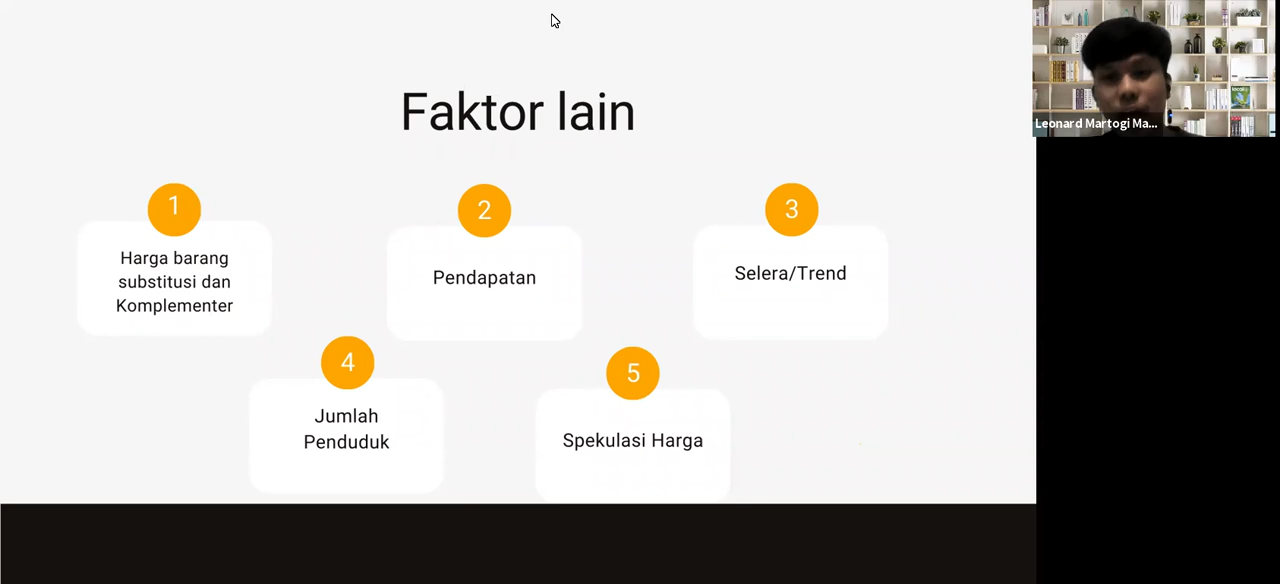 Faktor lain
1
Harga barang
substitusi dan
Komplementer
2
Pendapatan
3
Selera/Trend
4
Jumlah
Penduduk
5
Spekulasi Harga
Leonard Martogi Ma...